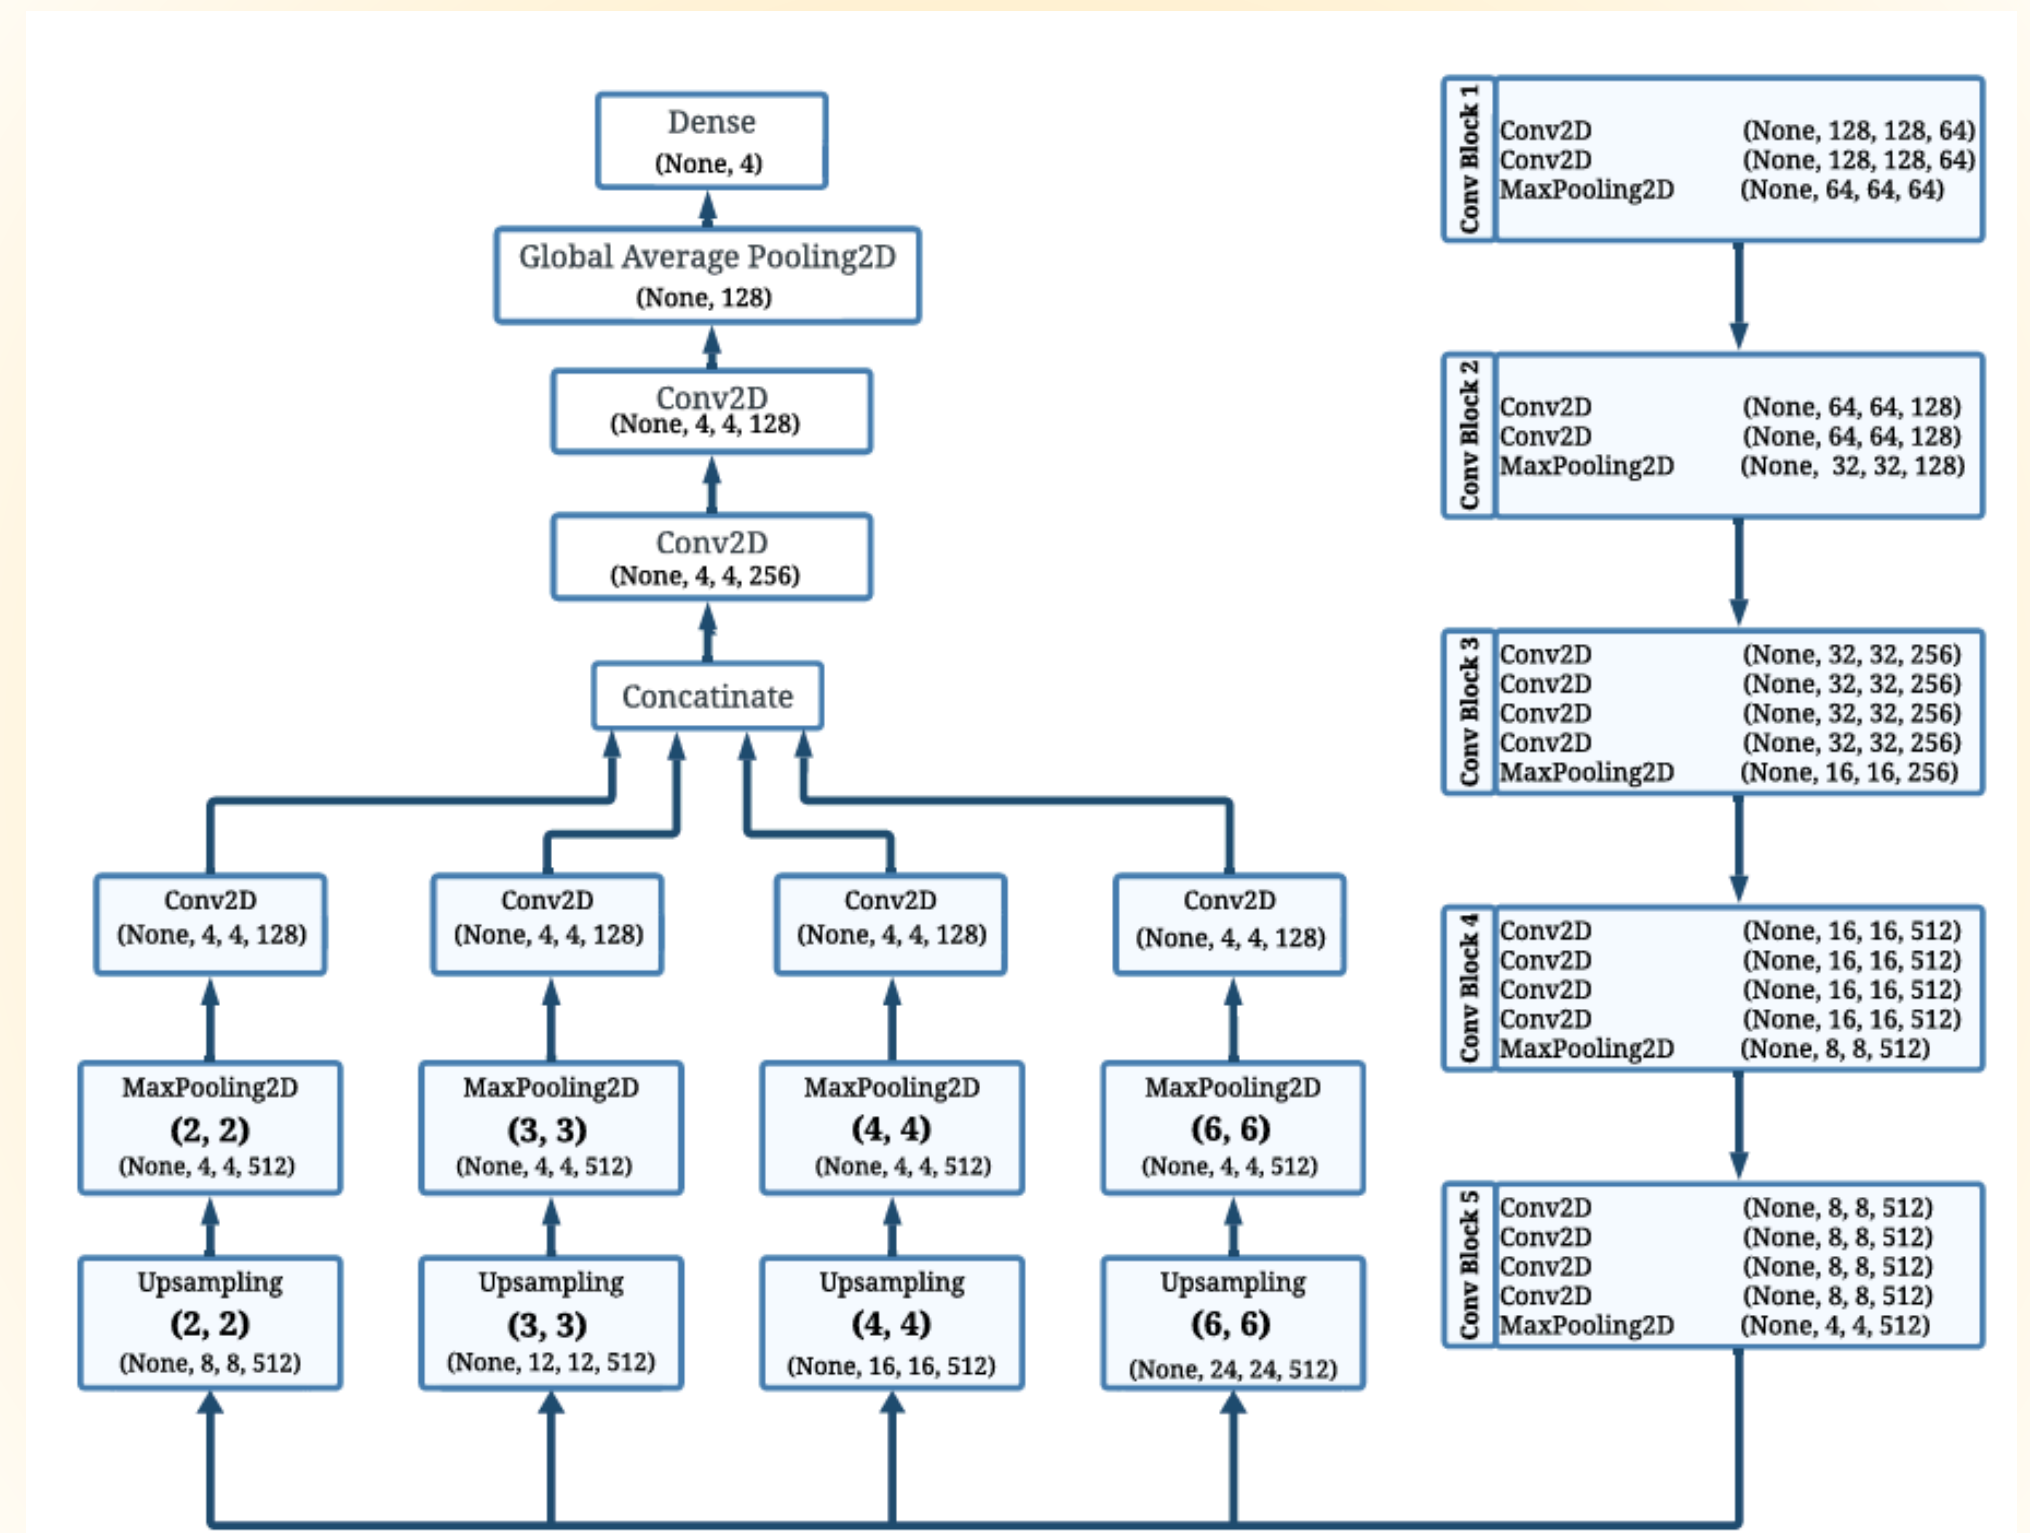 Dense
(None, 4)
Global Average Pooling2D
(None, 128)
Conv2D
(None, 4, 4, 128)
Conv2D
(None, 4, 4, 256)
Concatinate
Conv2D
(None, 4, 4, 128)
Conv2D
(None, 4, 4, 128)
Conv2D
(None, 4, 4, 128)
Conv2D
(None, 4, 4, 128)
MaxPooling2D
(2, 2)
(None, 4, 4, 512)
MaxPooling2D
(3, 3)
(None, 4, 4, 512)
MaxPooling2D
(4, 4)
(None, 4, 4, 512)
MaxPooling2D
(6, 6)
(None, 4, 4, 512)
Upsampling
(2, 2)
(None, 8, 8, 512)
Upsampling
(3, 3)
(None, 12, 12, 512)
Upsampling
(4, 4)
(None, 16, 16, 512)
Upsampling
(6, 6)
(None, 24, 24, 512)
Conv Block 1
Conv2D (None, 128, 128, 64)
Conv2D (None, 128, 128, 64)
MaxPooling2D (None, 64, 64, 64)
Conv Block 2
Conv2D (None, 64, 64, 128)
Conv2D (None, 64, 64, 128)
MaxPooling2D (None, 32, 32, 128)
Conv Block 3
Conv2D (None, 32, 32, 256)
Conv2D (None, 32, 32, 256)
Conv2D (None, 32, 32, 256)
Conv2D (None, 32, 32, 256)
MaxPooling2D (None, 16, 16, 256)
Conv Block 4
Conv2D (None, 16, 16, 512)
Conv2D (None, 16, 16, 512)
Conv2D (None, 16, 16, 512)
Conv2D (None, 16, 16, 512)
MaxPooling2D (None, 8, 8, 512)
Conv Block 5
Conv2D (None, 8, 8, 512)
Conv2D (None, 8, 8, 512)
Conv2D (None, 8, 8, 512)
Conv2D (None, 8, 8, 512)
MaxPooling2D (None, 4, 4, 512)